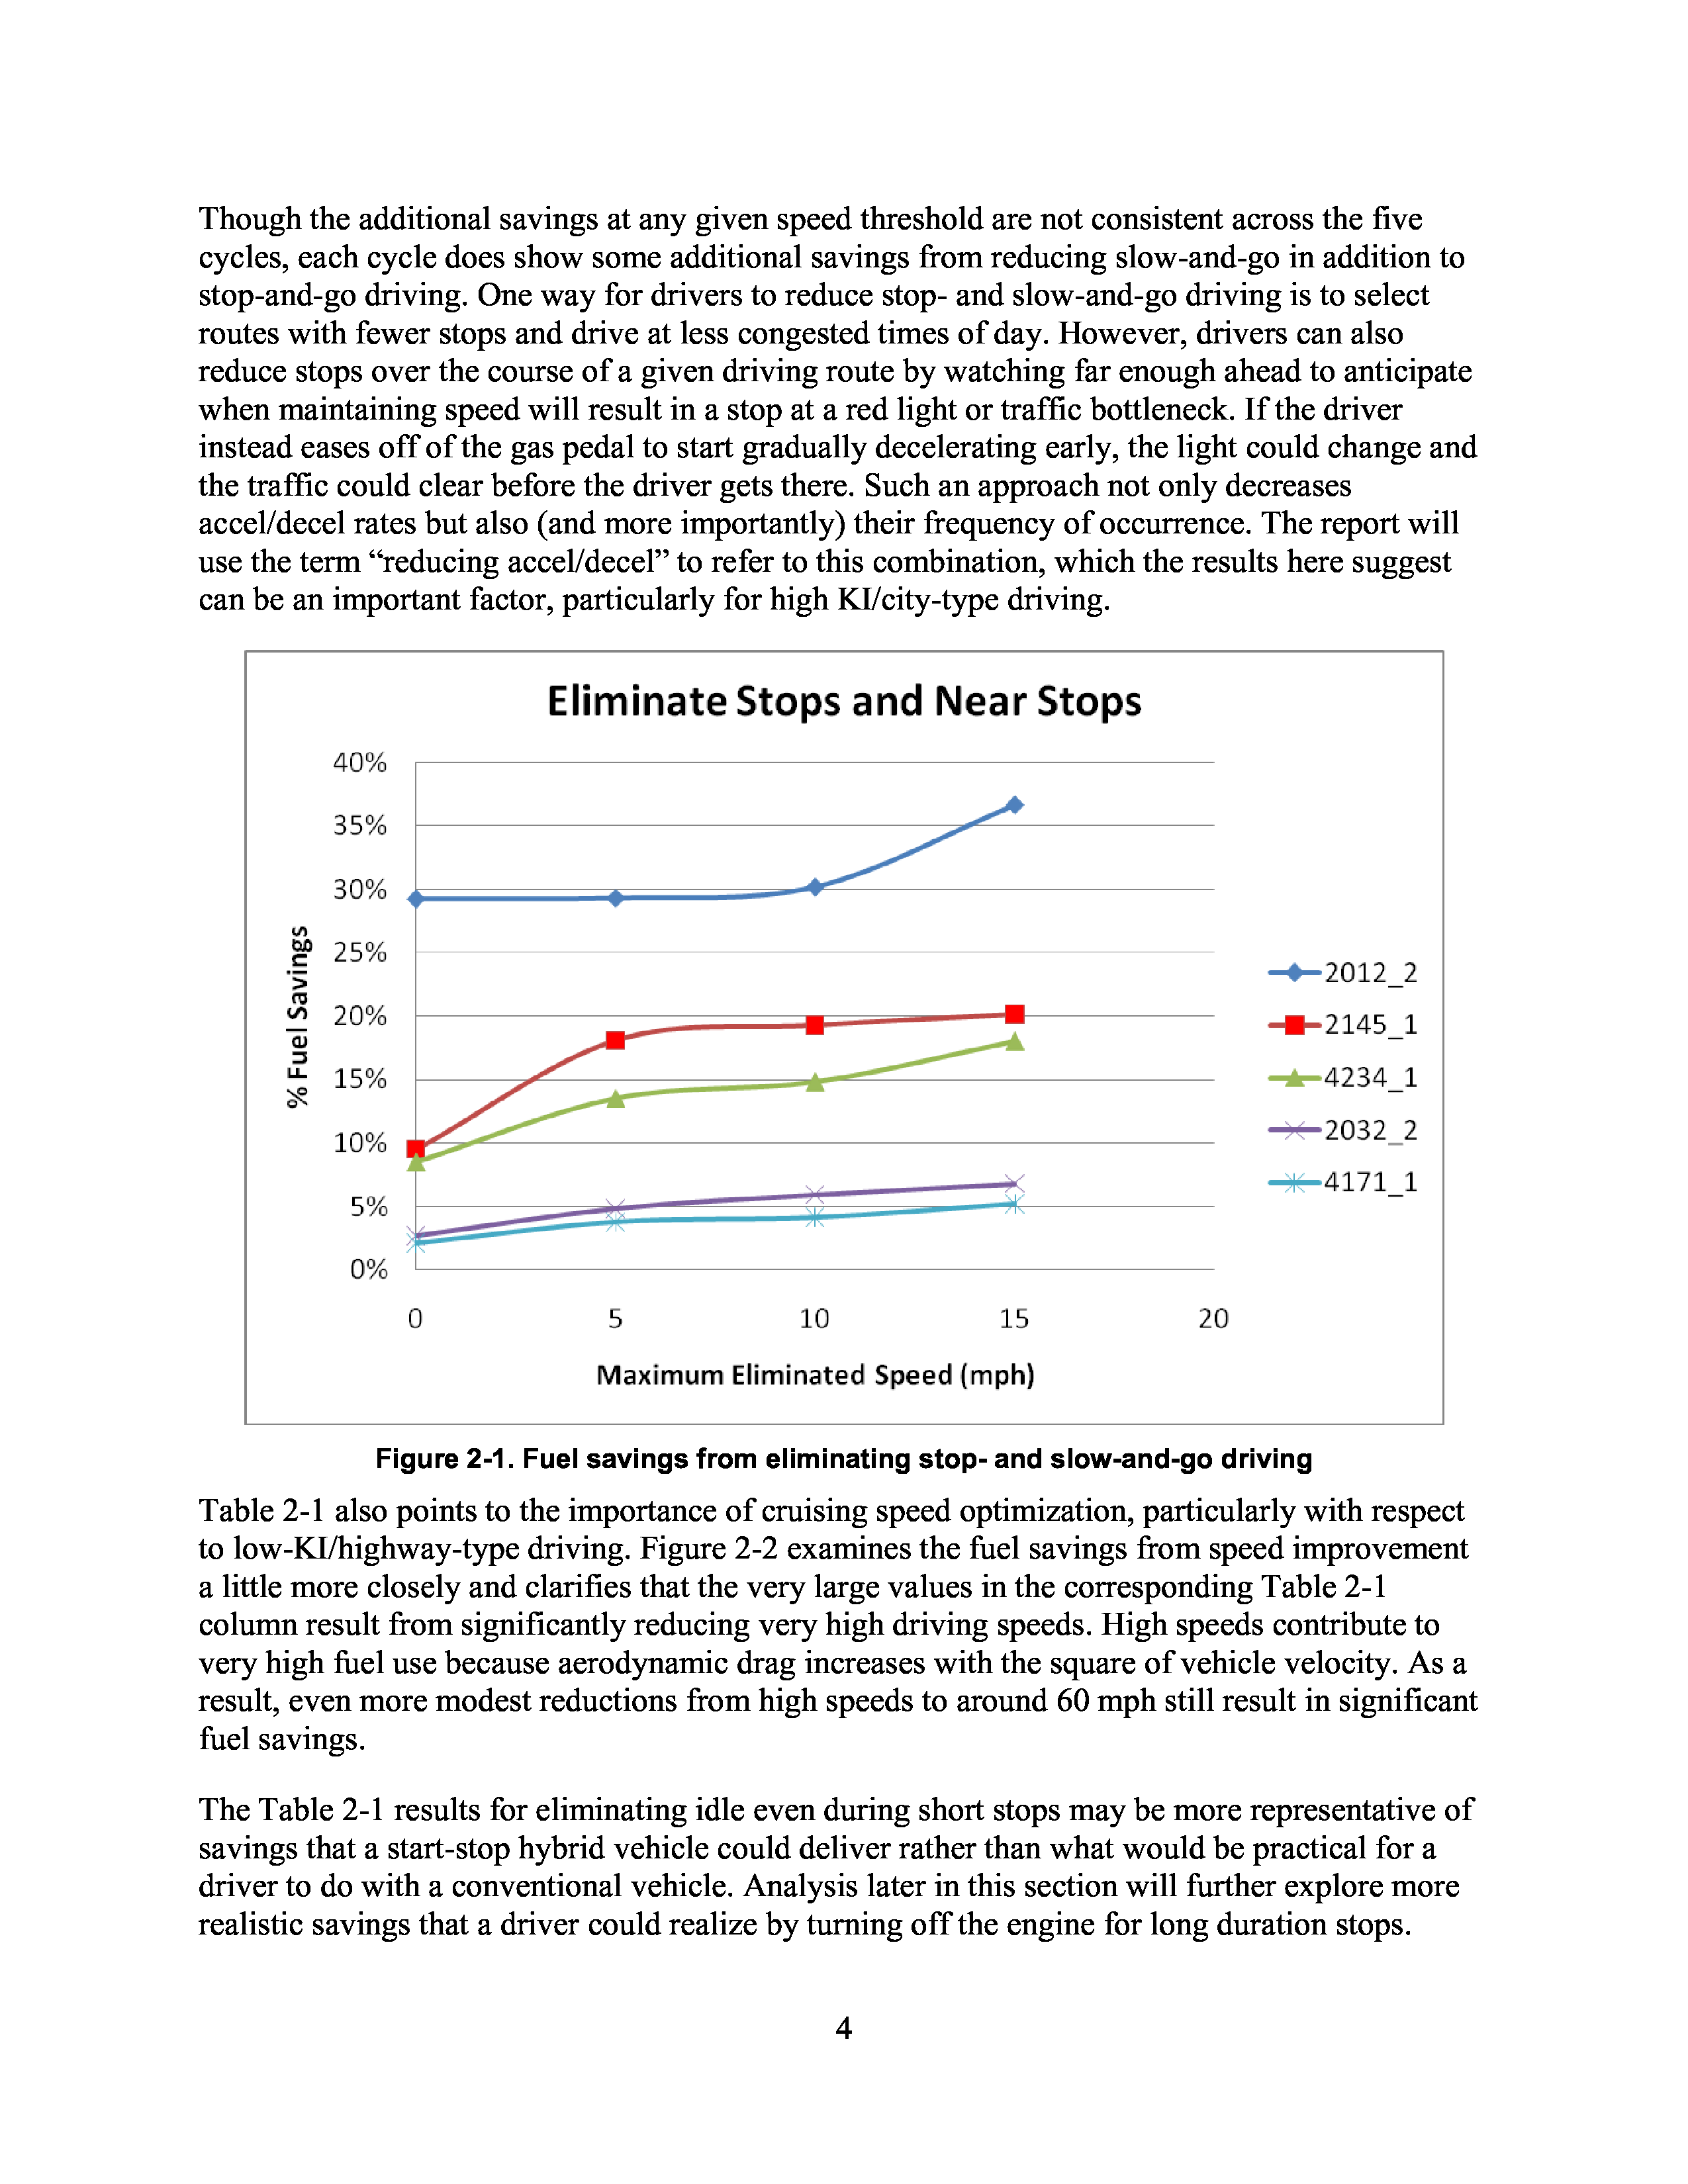 Though the additional savings at any given speed threshold are not consistent across the five
cycles, each cycle does show some additional savings from reducing slow-and-go in addition to
stop-and-go driving. One way for drivers to reduce stop- and slow-and-go driving is to select
routes with fewer stops and drive at less congested times of day. However, drivers can also
reduce stops over the course of a given driving route by watching far enough ahead to anticipate
when maintaining speed will result in a stop at a red light or traffic bottleneck. If the driver
instead eases off of the gas pedal to start gradually decelerating early, the light could change and
the traffic could clear before the driver gets there. Such an approach not only decreases
accel/decel rates but also (and more importantly) their frequency of occurrence. The report will
use the term “reducing accel/decel” to refer to this combination, which the results here suggest
can be an important factor, particularly for high KI/city-type driving.
Eliminate Stops and Near Stops
% Fuel Savings
40%
35%
30%
25%
20%
15%
10%
5%
0%
0 5 10 15 20
Maximum Eliminated Speed (mph)
2012_2
2145_1
4234_1
2032_2
4171_1
Figure 2-1. Fuel savings from eliminating stop- and slow-and-go driving
Table 2-1 also points to the importance of cruising speed optimization, particularly with respect
to low-KI/highway-type driving. Figure 2-2 examines the fuel savings from speed improvement
a little more closely and clarifies that the very large values in the corresponding Table 2-1
column result from significantly reducing very high driving speeds. High speeds contribute to
very high fuel use because aerodynamic drag increases with the square of vehicle velocity. As a
result, even more modest reductions from high speeds to around 60 mph still result in significant
fuel savings.
The Table 2-1 results for eliminating idle even during short stops may be more representative of
savings that a start-stop hybrid vehicle could deliver rather than what would be practical for a
driver to do with a conventional vehicle. Analysis later in this section will further explore more
realistic savings that a driver could realize by turning off the engine for long duration stops.
4